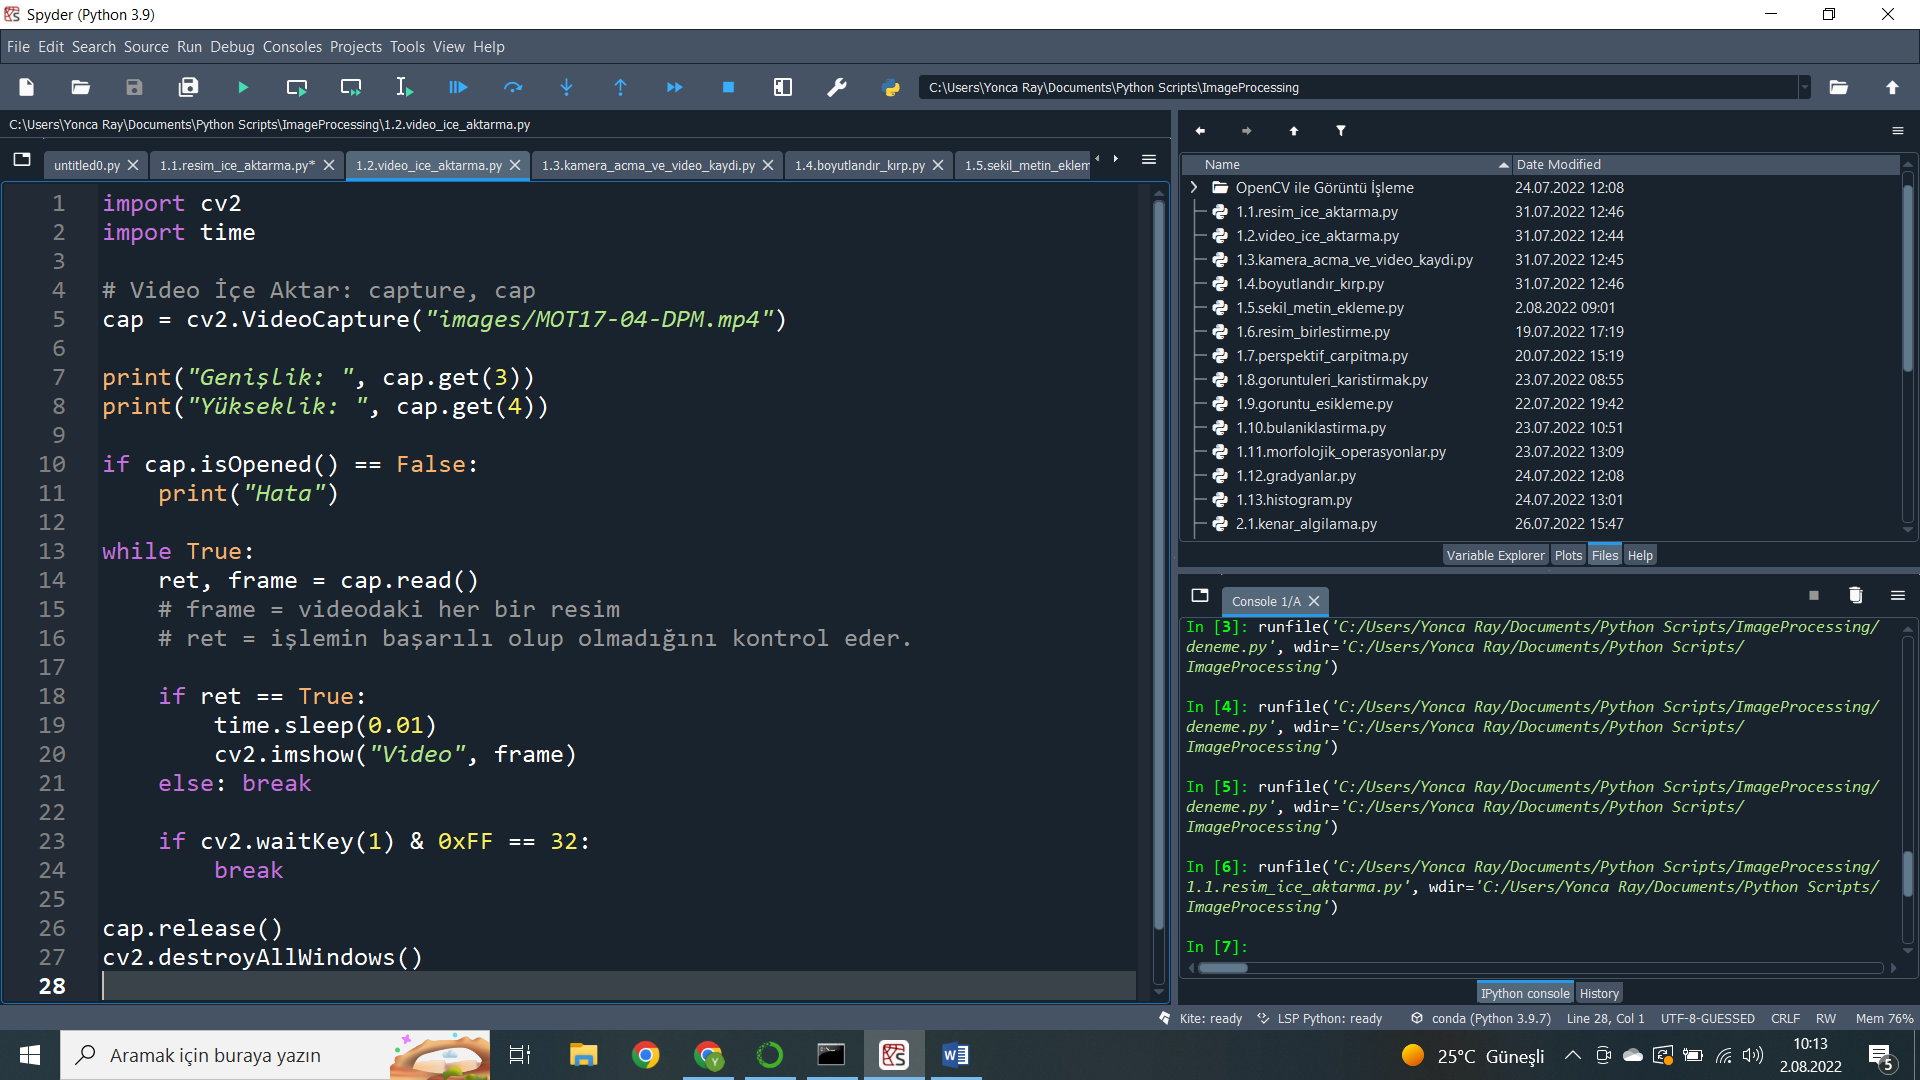 Spyder (Python 3.9)
File Edit Search Source Run Debug Consoles Projects Tools View Help
C:\Users\Yonca Ray\Documents\Python Scripts\ImageProcessing
C:\Users\Yonca Ray\Documents\Python Scripts\ImageProcessing\1.2.video_ice_aktarma.py
untitled0.py 1.1.resim_ice_aktarma.py* 1.2.video_ice_aktarma.py 1.3.kamera_acma_ve_video_kaydi.py 1.4.boyutlandır_kırp.py 1.5.sekil_metin_eklem
1 import cv2
2 import time
3
4 # Video İçe Aktar: capture, cap
5 cap = cv2.VideoCapture("images/MOT17-04-DPM.mp4")
6
7 print("Genişlik: ", cap.get(3))
8 print("Yükseklik: ", cap.get(4))
9
10 if cap.isOpened() == False:
11 print("Hata")
12
13 while True:
14 ret, frame = cap.read()
15 # frame = videodaki her bir resim
16 # ret = işlemin başarılı olup olmadığını kontrol eder.
17
18 if ret == True:
19 time.sleep(0.01)
20 cv2.imshow("Video", frame)
21 else: break
22
23 if cv2.waitKey(1) & 0xFF == 32:
24 break
25
26 cap.release()
27 cv2.destroyAllWindows()
28
Name Date Modified
OpenCV ile Görüntü İşleme 24.07.2022 12:08
1.1.resim_ice_aktarma.py 31.07.2022 12:46
1.2.video_ice_aktarma.py 31.07.2022 12:44
1.3.kamera_acma_ve_video_kaydi.py 31.07.2022 12:45
1.4.boyutlandır_kırp.py 31.07.2022 12:46
1.5.sekil_metin_ekleme.py 2.08.2022 09:01
1.6.resim_birlestirme.py 19.07.2022 17:19
1.7.perspektif_carpitma.py 20.07.2022 15:19
1.8.goruntuleri_karistirmak.py 23.07.2022 08:55
1.9.goruntu_esikleme.py 22.07.2022 19:42
1.10.bulaniklastirma.py 23.07.2022 10:51
1.11.morfolojik_operasyonlar.py 23.07.2022 13:09
1.12.gradyanlar.py 24.07.2022 12:08
1.13.histogram.py 24.07.2022 13:01
2.1.kenar_algilama.py 26.07.2022 15:47
Variable Explorer Plots Files Help
Console 1/A
In [3]: runfile('C:/Users/Yonca Ray/Documents/Python Scripts/ImageProcessing/
deneme.py', wdir='C:/Users/Yonca Ray/Documents/Python Scripts/
ImageProcessing')
In [4]: runfile('C:/Users/Yonca Ray/Documents/Python Scripts/ImageProcessing/
deneme.py', wdir='C:/Users/Yonca Ray/Documents/Python Scripts/
ImageProcessing')
In [5]: runfile('C:/Users/Yonca Ray/Documents/Python Scripts/ImageProcessing/
deneme.py', wdir='C:/Users/Yonca Ray/Documents/Python Scripts/
ImageProcessing')
In [6]: runfile('C:/Users/Yonca Ray/Documents/Python Scripts/ImageProcessing/
1.1.resim_ice_aktarma.py', wdir='C:/Users/Yonca Ray/Documents/Python Scripts/
ImageProcessing')
In [7]:
IPython console History
Kite: ready LSP Python: ready conda (Python 3.9.7) Line 28, Col 1 UTF-8-GUESSED CRLF RW Mem 76%
Aramak için buraya yazın
25°C Güneşli
10:13
2.08.2022
5